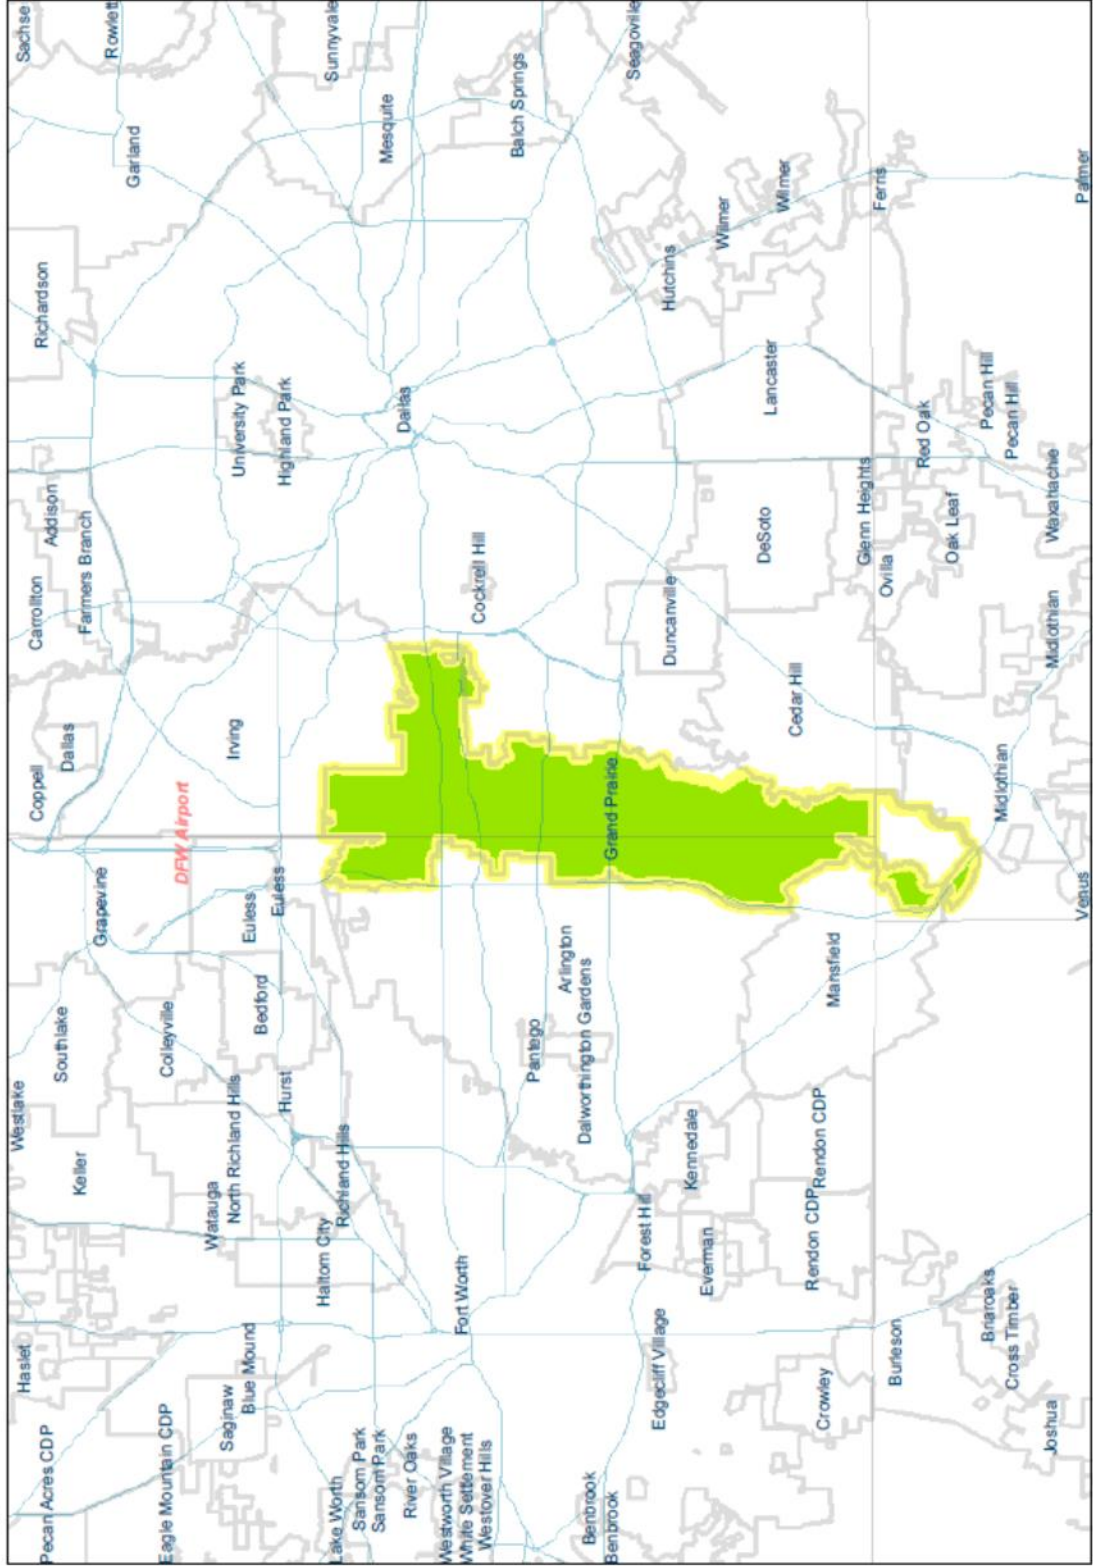 Haslet
Westlake
Sachse
Coppell
Carrollton
Richardson
Pecan Acres CDP
Southlake
Addison
Dallas
Keller
Farmers Branch
Grapevine
Rowlett
Garland
Eagle Mountain CDP
Colleyville
DFW Airport
Watauga
Saginaw
North Richland Hills
Irving
University Park
Blue Mound
Euless
Bedford
Hurst
Euless
Highland Park
Haltom City
Sunnyvale
Lake Worth
Richland Hills
Sansom Park
Sansom Park
Mesquite
River Oaks
Dallas
Westworth Village
Fort Worth
White Settlement
Westover Hills
Cockrell Hill
Balch Springs
Pantego
Arlington
Dalworthington Gardens
Benbrook
Benbrook
Grand Prairie
Seagoville
Forest Hill
Edgecliff Village
Duncanville
Hutchins
Kennedale
Everman
Wilmer
DeSoto
Lancaster
Wilmer
Cedar Hill
Rendon CDP
Rendon CDP
Crowley
Mansfield
Glenn Heights
Ferris
Ovilla
Burleson
Red Oak
Oak Leaf
Pecan Hill
Briaroaks
Midlothian
Pecan Hill
Cross Timber
Joshua
Midlothian
Waxahachie
Venus
Palmer